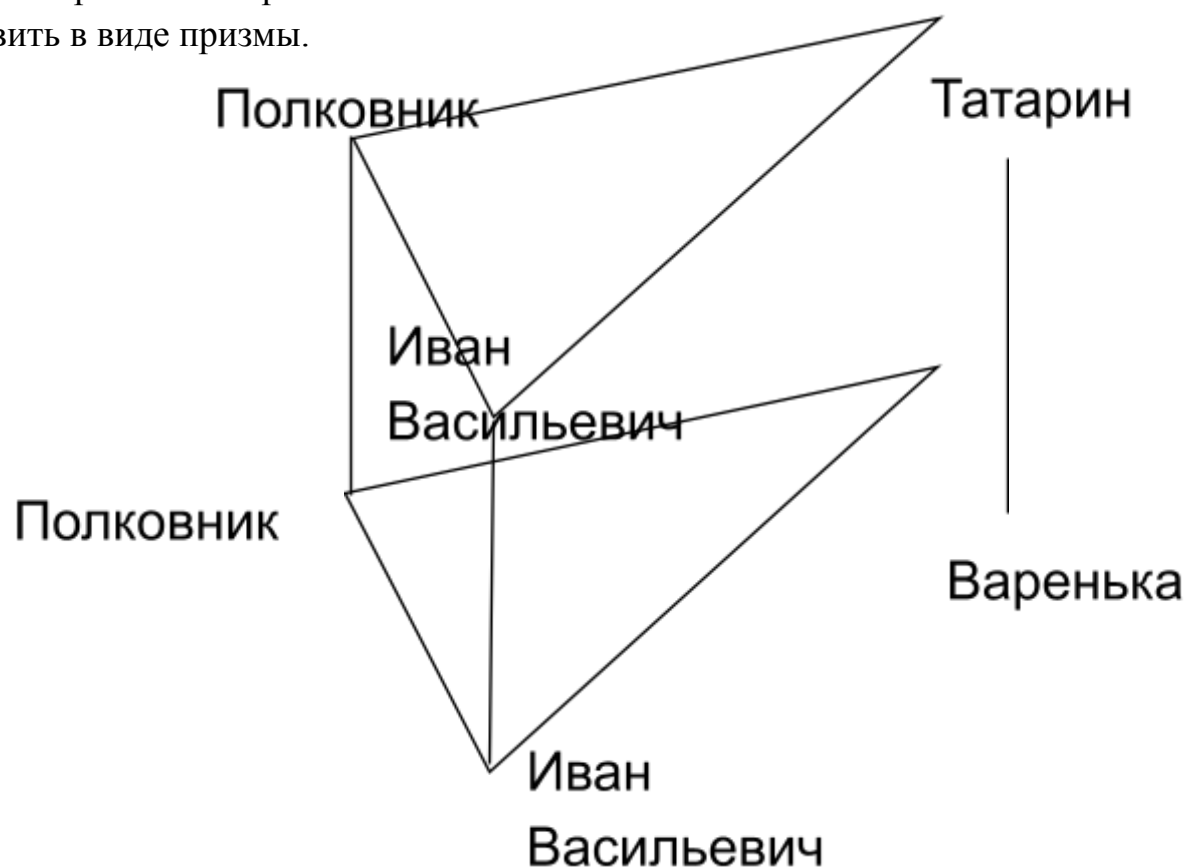 вить в виде призмы.
Полковник
Татарин
Иван
Васильевич
Полковник
Варенька
Иван
Васильевич